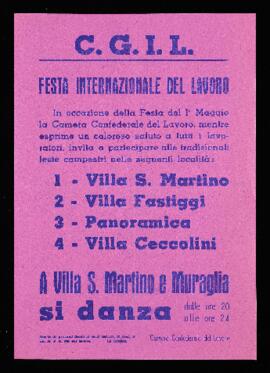 C. G. I. L.
FESTA INTERNAZIONALE DEL LAVORO
In occasione della Festa del 1° Maggio
la Camera Confederale del Lavoro, mentre
esprime un caloroso saluto a tutti i lavo-
ratori, invita a partecipare alle tradizionali
feste campestri nelle seguenti località:
1 - Villa S. Martino
2 - Villa Fastiggi
3 - Panoramica
4 - Villa Ceccolini
A Villa S. Martino e Muraglia
si danza
dalle ore 20
alle ore 24
Camera Confederale del Lavoro